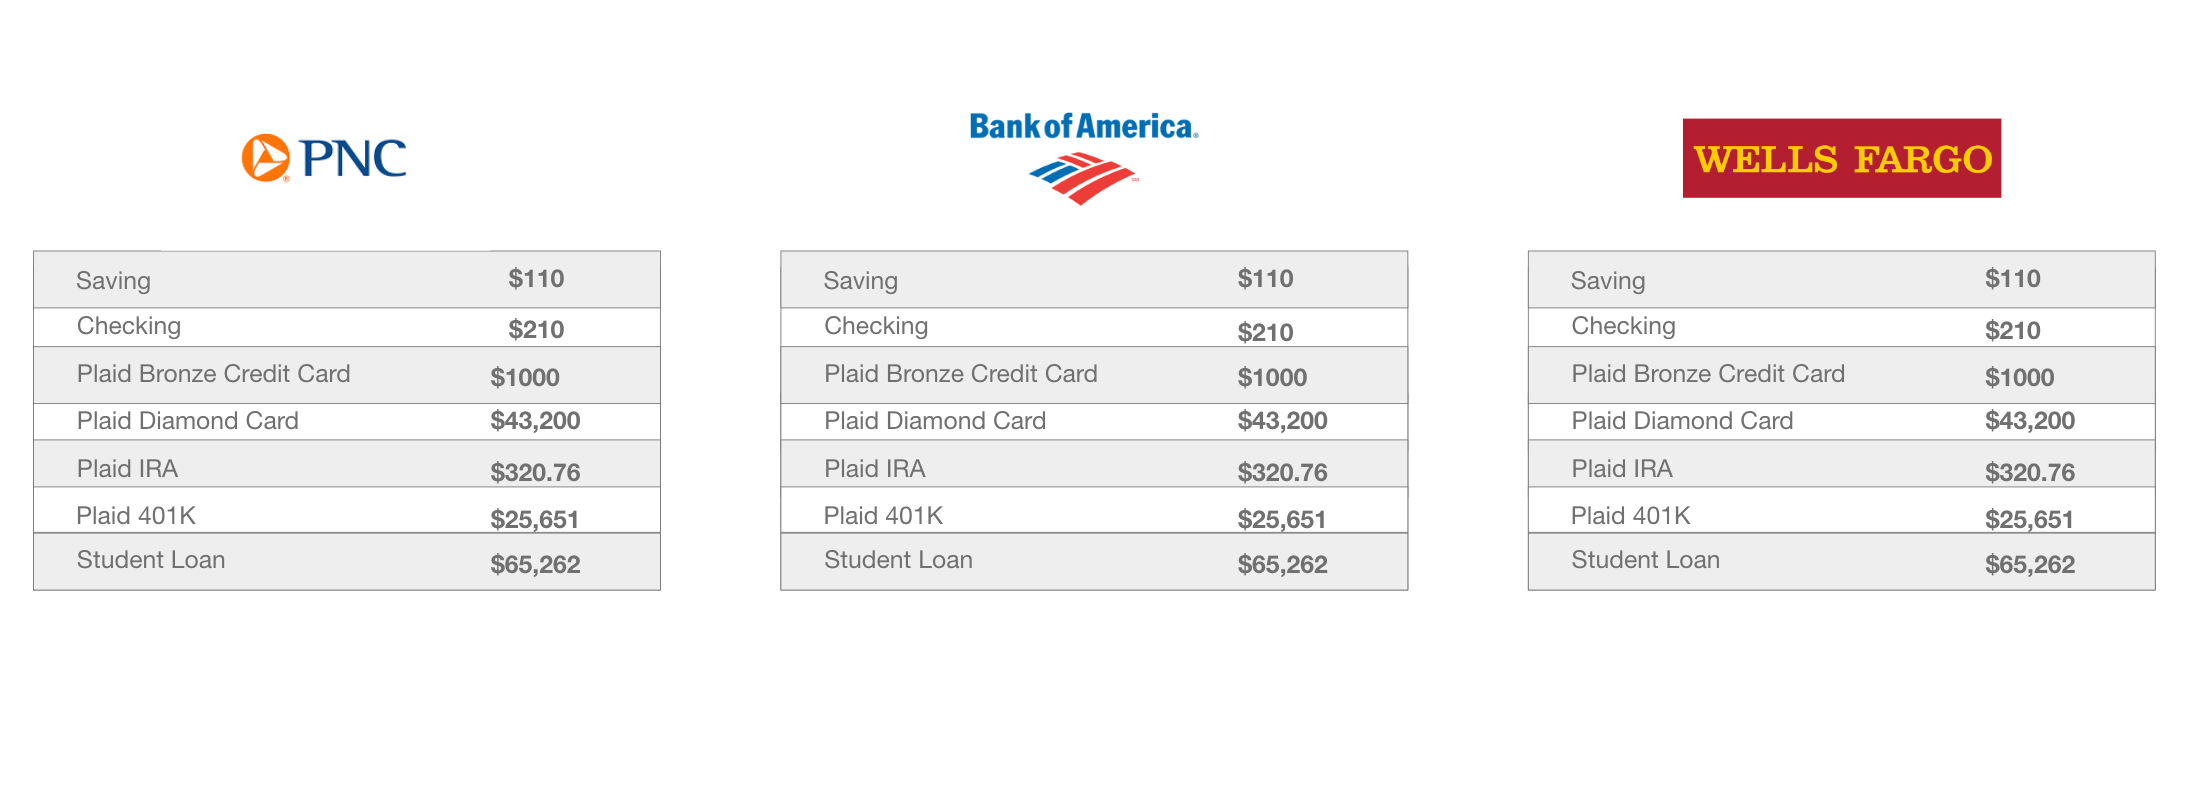 PNC
Saving $110
Checking $210
Plaid Bronze Credit Card $1000
Plaid Diamond Card $43,200
Plaid IRA $320.76
Plaid 401K $25,651
Student Loan $65,262
Bank of America
Saving $110
Checking $210
Plaid Bronze Credit Card $1000
Plaid Diamond Card $43,200
Plaid IRA $320.76
Plaid 401K $25,651
Student Loan $65,262
WELLS FARGO
Saving $110
Checking $210
Plaid Bronze Credit Card $1000
Plaid Diamond Card $43,200
Plaid IRA $320.76
Plaid 401K $25,651
Student Loan $65,262